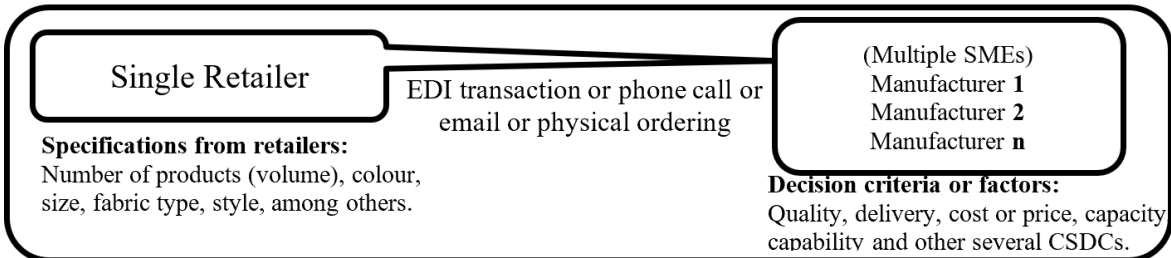 Single Retailer
EDI transaction or phone call or
email or physical ordering
(Multiple SMEs)
Manufacturer 1
Manufacturer 2
Manufacturer n
Specifications from retailers:
Number of products (volume), colour,
size, fabric type, style, among others.
Decision criteria or factors:
Quality, delivery, cost or price, capacity
capability and other several CSDCs.